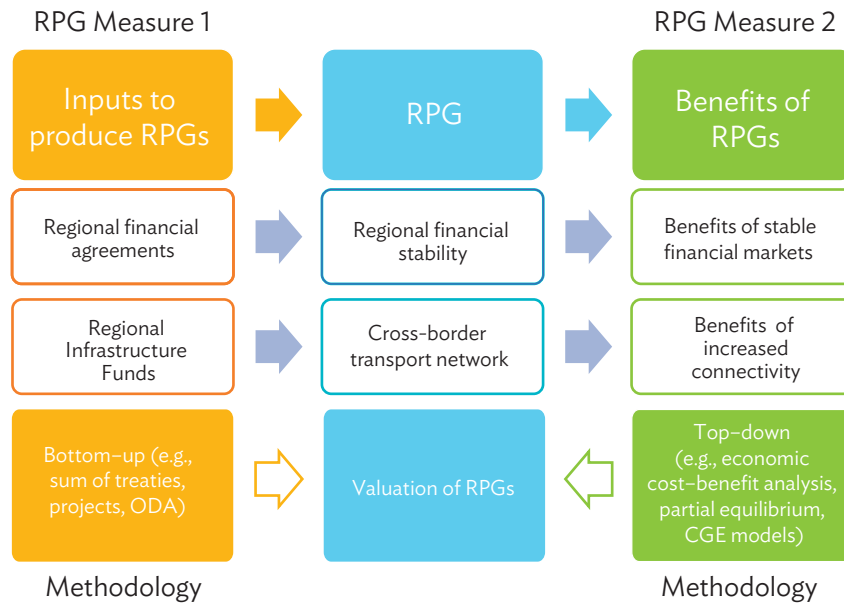 RPG Measure 1
RPG Measure 2
Inputs to
produce RPGs
RPG
Benefits of
RPGs
Regional financial
agreements
Regional financial
stability
Benefits of stable
financial markets
Regional
Infrastructure
Funds
Cross-border
transport network
Benefits of
increased
connectivity
Bottom–up (e.g.,
sum of treaties,
projects, ODA)
Valuation of RPGs
Top–down
(e.g., economic
cost–benefit analysis,
partial equilibrium,
CGE models)
Methodology
Methodology